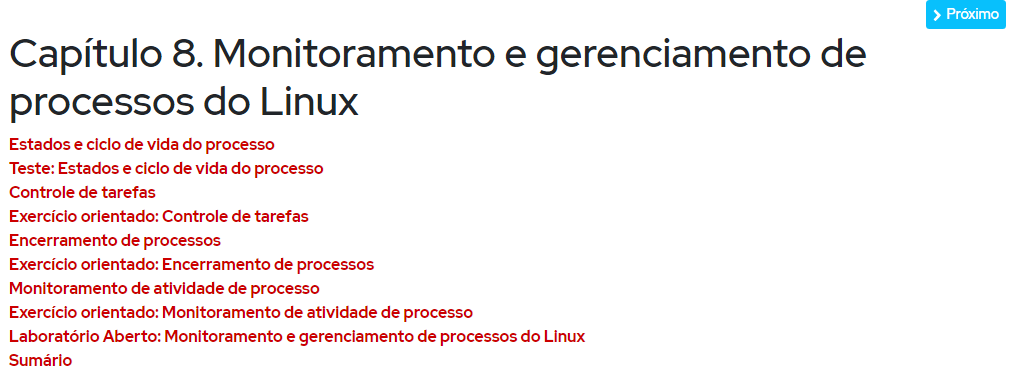 Próximo
Capítulo 8. Monitoramento e gerenciamento de
processos do Linux
Estados e ciclo de vida do processo
Teste: Estados e ciclo de vida do processo
Controle de tarefas
Exercício orientado: Controle de tarefas
Encerramento de processos
Exercício orientado: Encerramento de processos
Monitoramento de atividade de processo
Exercício orientado: Monitoramento de atividade de processo
Laboratório Aberto: Monitoramento e gerenciamento de processos do Linux
Sumário